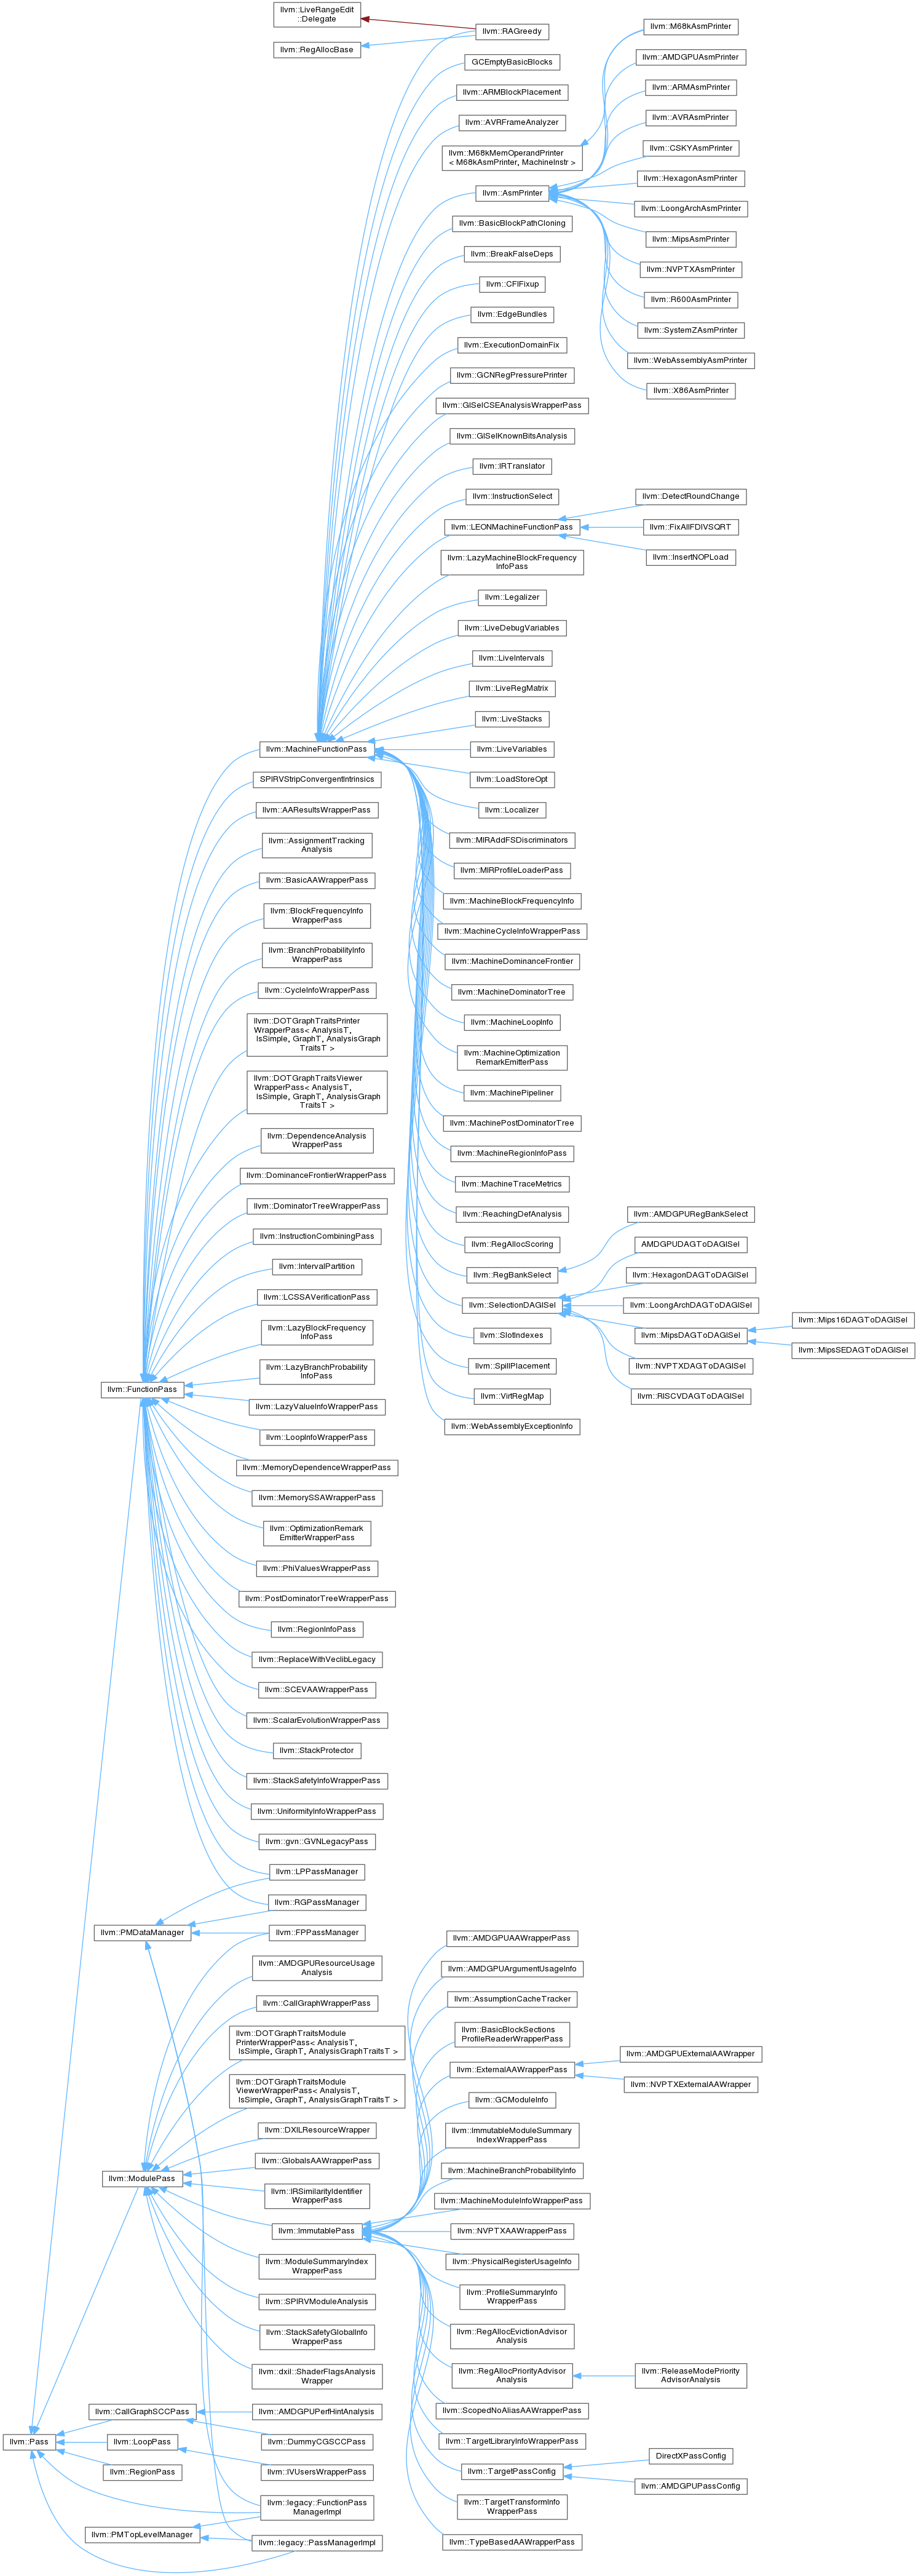 llvm::LiveRangeEdit
::Delegate
llvm::RAGreedy
llvm::RegAllocBase
GCEmptyBasicBlocks
llvm::ARMBlockPlacement
llvm::AVRFrameAnalyzer
llvm::M68kMemOperandPrinter
< M68kAsmPrinter, MachineInstr >
llvm::AsmPrinter
llvm::M68kAsmPrinter
llvm::AMDGPUAsmPrinter
llvm::ARMAsmPrinter
llvm::AVRAsmPrinter
llvm::CSKYAsmPrinter
llvm::HexagonAsmPrinter
llvm::LoongArchAsmPrinter
llvm::MipsAsmPrinter
llvm::NVPTXAsmPrinter
llvm::R600AsmPrinter
llvm::SystemZAsmPrinter
llvm::WebAssemblyAsmPrinter
llvm::X86AsmPrinter
llvm::BasicBlockPathCloning
llvm::BreakFalseDeps
llvm::CFIFixup
llvm::EdgeBundles
llvm::ExecutionDomainFix
llvm::GCNRegPressurePrinter
llvm::GISelCSEAnalysisWrapperPass
llvm::GISelKnownBitsAnalysis
llvm::IRTranslator
llvm::InstructionSelect
llvm::LEONMachineFunctionPass
llvm::DetectRoundChange
llvm::FixAllFDIVSQRT
llvm::InsertNOPLoad
llvm::LazyMachineBlockFrequency
InfoPass
llvm::Legalizer
llvm::LiveDebugVariables
llvm::LiveIntervals
llvm::LiveRegMatrix
llvm::LiveStacks
llvm::MachineFunctionPass
llvm::LiveVariables
llvm::LoadStoreOpt
llvm::Localizer
llvm::MIRAddFSDiscriminators
llvm::MIRProfileLoaderPass
llvm::MachineBlockFrequencyInfo
llvm::MachineCycleInfoWrapperPass
llvm::MachineDominanceFrontier
llvm::MachineDominatorTree
llvm::MachineLoopInfo
llvm::MachineOptimization
RemarkEmitterPass
llvm::MachinePipeliner
llvm::MachinePostDominatorTree
llvm::MachineRegionInfoPass
llvm::MachineTraceMetrics
llvm::ReachingDefAnalysis
llvm::RegAllocScoring
llvm::RegBankSelect
llvm::SelectionDAGISel
llvm::SlotIndexes
llvm::SpillPlacement
llvm::VirtRegMap
llvm::WebAssemblyExceptionInfo
llvm::AMDGPURegBankSelect
AMDGPUDAGToDAGISel
llvm::HexagonDAGToDAGISel
llvm::LoongArchDAGToDAGISel
llvm::MipsDAGToDAGISel
llvm::NVPTXDAGToDAGISel
llvm::RISCVDAGToDAGISel
llvm::Mips16DAGToDAGISel
llvm::MipsSEDAGToDAGISel
SPIRVStripConvergentIntrinsics
llvm::AAResultsWrapperPass
llvm::AssignmentTracking
Analysis
llvm::BasicAAWrapperPass
llvm::BlockFrequencyInfo
WrapperPass
llvm::BranchProbabilityInfo
WrapperPass
llvm::CycleInfoWrapperPass
llvm::DOTGraphTraitsPrinter
WrapperPass< AnalysisT,
IsSimple, GraphT, AnalysisGraph
TraitsT >
llvm::DOTGraphTraitsViewer
WrapperPass< AnalysisT,
IsSimple, GraphT, AnalysisGraph
TraitsT >
llvm::DependenceAnalysis
WrapperPass
llvm::DominanceFrontierWrapperPass
llvm::DominatorTreeWrapperPass
llvm::InstructionCombiningPass
llvm::IntervalPartition
llvm::LCSSAVerificationPass
llvm::LazyBlockFrequency
InfoPass
llvm::LazyBranchProbability
InfoPass
llvm::FunctionPass
llvm::LazyValueInfoWrapperPass
llvm::LoopInfoWrapperPass
llvm::MemoryDependenceWrapperPass
llvm::MemorySSAWrapperPass
llvm::OptimizationRemark
EmitterWrapperPass
llvm::PhiValuesWrapperPass
llvm::PostDominatorTreeWrapperPass
llvm::RegionInfoPass
llvm::ReplaceWithVeclibLegacy
llvm::SCEVAAWrapperPass
llvm::ScalarEvolutionWrapperPass
llvm::StackProtector
llvm::StackSafetyInfoWrapperPass
llvm::UniformityInfoWrapperPass
llvm::gvn::GVNLegacyPass
llvm::LPPassManager
llvm::RGPassManager
llvm::PMDataManager
llvm::FPPassManager
llvm::AMDGPUResourceUsage
Analysis
llvm::CallGraphWrapperPass
llvm::DOTGraphTraitsModule
PrinterWrapperPass< AnalysisT,
IsSimple, GraphT, AnalysisGraphTraitsT >
llvm::DOTGraphTraitsModule
ViewerWrapperPass< AnalysisT,
IsSimple, GraphT, AnalysisGraphTraitsT >
llvm::DXILResourceWrapper
llvm::GlobalsAAWrapperPass
llvm::ModulePass
llvm::IRSimilarityIdentifier
WrapperPass
llvm::ImmutablePass
llvm::ModuleSummaryIndex
WrapperPass
llvm::SPIRVModuleAnalysis
llvm::StackSafetyGlobalInfo
WrapperPass
llvm::dxil::ShaderFlagsAnalysis
Wrapper
llvm::AMDGPUAAWrapperPass
llvm::AMDGPUArgumentUsageInfo
llvm::AssumptionCacheTracker
llvm::BasicBlockSections
ProfileReaderWrapperPass
llvm::ExternalAAWrapperPass
llvm::AMDGPUExternalAAWrapper
llvm::NVPTXExternalAAWrapper
llvm::GCModuleInfo
llvm::ImmutableModuleSummary
IndexWrapperPass
llvm::MachineBranchProbabilityInfo
llvm::MachineModuleInfoWrapperPass
llvm::NVPTXAAWrapperPass
llvm::PhysicalRegisterUsageInfo
llvm::ProfileSummaryInfo
WrapperPass
llvm::RegAllocEvictionAdvisor
Analysis
llvm::RegAllocPriorityAdvisor
Analysis
llvm::ReleaseModePriority
AdvisorAnalysis
llvm::ScopedNoAliasAAWrapperPass
llvm::TargetLibraryInfoWrapperPass
llvm::TargetPassConfig
DirectXPassConfig
llvm::AMDGPUPassConfig
llvm::TargetTransformInfo
WrapperPass
llvm::TypeBasedAAWrapperPass
llvm::Pass
llvm::CallGraphSCCPass
llvm::AMDGPUPerfHintAnalysis
llvm::DummyCGSCCPass
llvm::LoopPass
llvm::IVUsersWrapperPass
llvm::RegionPass
llvm::legacy::FunctionPass
ManagerImpl
llvm::PMTopLevelManager
llvm::legacy::PassManagerImpl